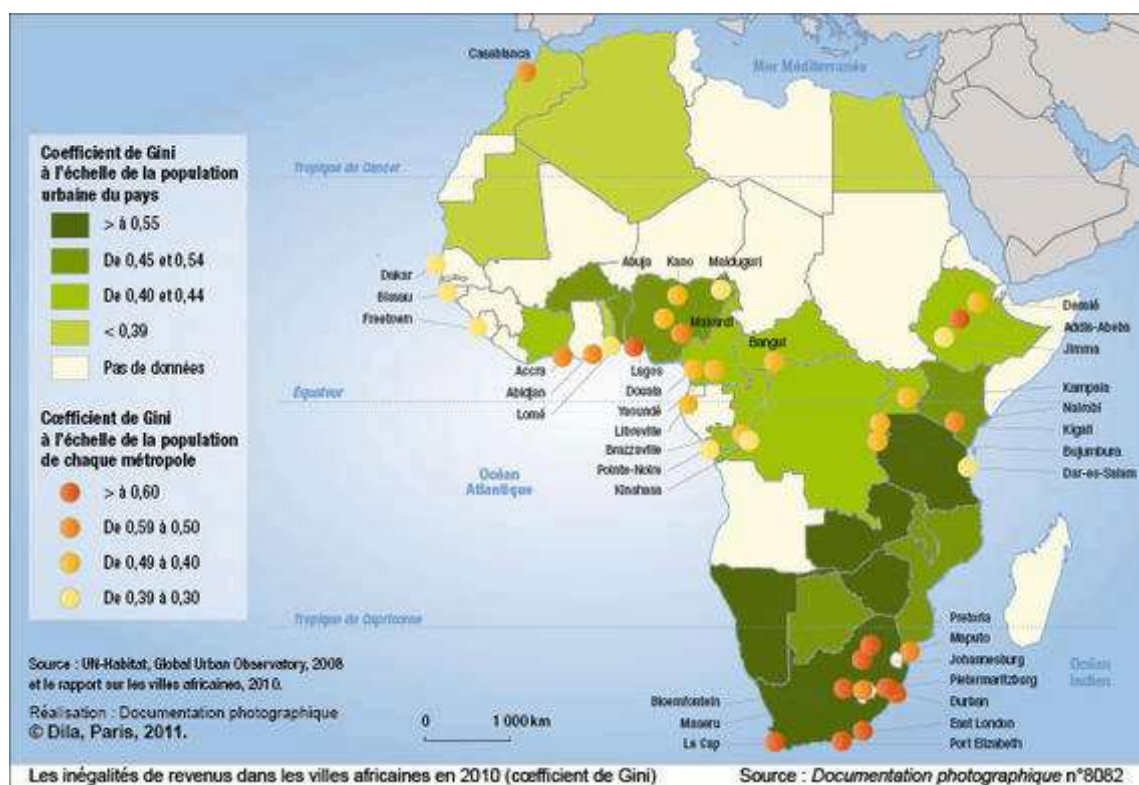 Casablanca
Mer Méditerranée
Coefficient de Gini
à l'échelle de la population
urbaine du pays
> à 0,55
De 0,45 et 0,54
De 0,40 et 0,44
< 0,39
Pas de données
Cœfficient de Gini
à l'échelle de la population
de chaque métropole
> à 0,60
De 0,59 à 0,50
De 0,49 à 0,40
De 0,39 à 0,30
Source : UN-Habitat, Global Urban Observatory, 2008
et le rapport sur les villes africaines, 2010.
Réalisation : Documentation photographique
© Dila, Paris, 2011.
Tropique du Cancer
Équateur
Tropique du Capricorne
Océan
Atlantique
Océan
Indien
Dakar
Bissau
Freetown
Abuja
Kano
Maiduguri
Makurdi
Bangui
Accra
Abidjan
Lomé
Lagos
Douala
Yaoundé
Libreville
Brazzaville
Pointe-Noire
Kinshasa
Dessié
Addis-Abeba
Jimma
Kampala
Nairobi
Kigali
Bujumbura
Dar-es-Salam
Pretoria
Maputo
Johannesburg
Pietermaritzborg
Durban
East London
Port Elizabeth
Bloemfontein
Maseru
Le Cap
0 1 000 km
Les inégalités de revenus dans les villes africaines en 2010 (cœfficient de Gini)
Source : Documentation photographique n°8082